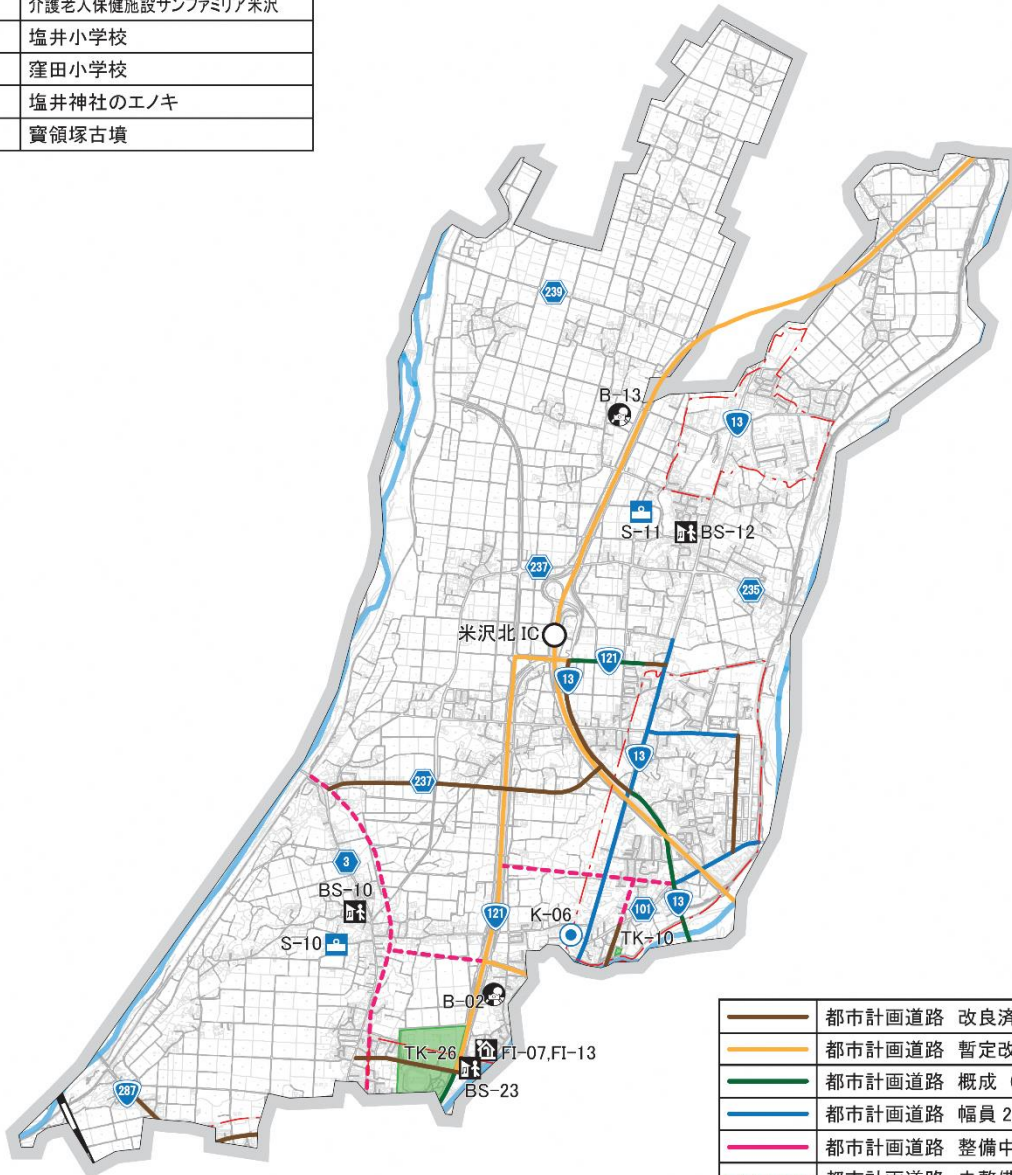 介護老人保健施設サンファミリア米沢
塩井小学校
窪田小学校
塩井神社のエノキ
寳領塚古墳
239
B-13
13
S-11
BS-12
237
235
米沢北 IC
121
13
13
237
3
BS-10
121
K-06
101
13
S-10
TK-10
B-02
TK-26
FI-07,FI-13
BS-23
287
都市計画道路 改良済
都市計画道路 暫定改
都市計画道路 概成 (
都市計画道路 幅員 2
都市計画道路 整備中